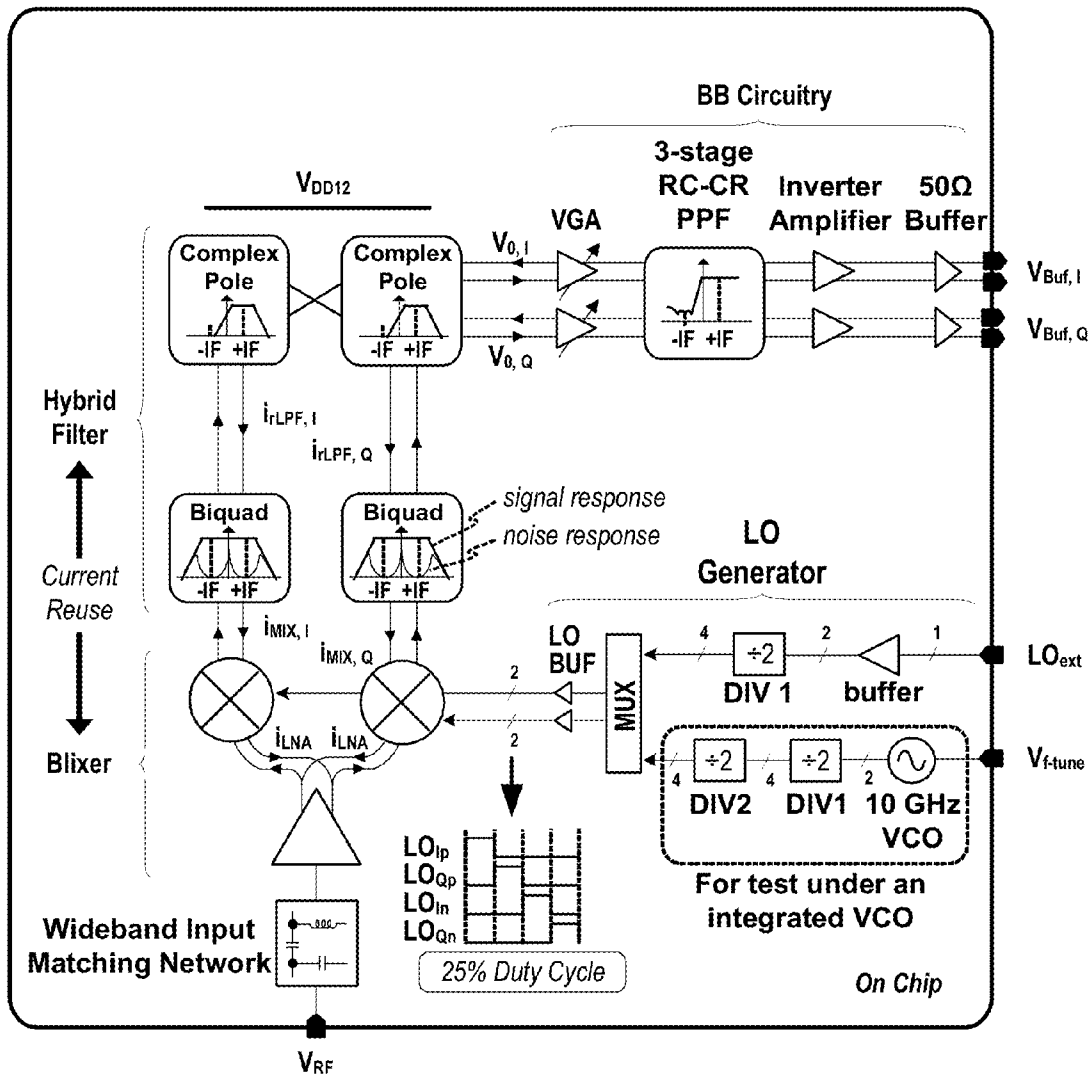 BB Circuitry
3-stage
RC-CR
PPF
Inverter
Amplifier
50Ω
Buffer
VGA
VDD12
Complex
Pole
-IF +IF
Complex
Pole
-IF +IF
V0, I
V0, Q
-IF +IF
VBuf, I
VBuf, Q
Hybrid
Filter
irLPF, I
irLPF, Q
Biquad
-IF +IF
Biquad
-IF +IF
signal response
noise response
Current
Reuse
LO
Generator
iMIX, I
iMIX, Q
LO
BUF
2
2
MUX
4
÷2
DIV 1
2
buffer
1
LOext
Blixer
iLNA
iLNA
4
÷2
DIV2
4
÷2
DIV1
2
10 GHz
VCO
Vf-tune
For test under an
integrated VCO
LOIp
LOQp
LOIn
LOQn
25% Duty Cycle
Wideband Input
Matching Network
On Chip
VRF